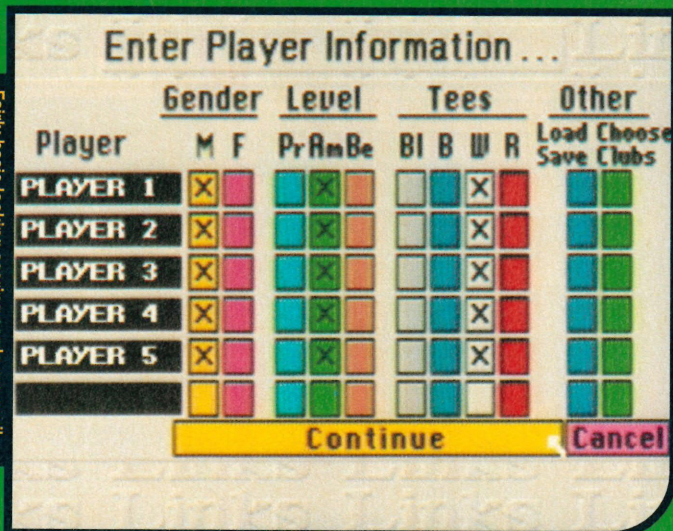 Enter Player Information ...
Gender Level Tees Other
Player M F Pr Am Be Bl B W R Load Save Choose Clubs
PLAYER 1 X X X
PLAYER 2 X X X
PLAYER 3 X X X
PLAYER 4 X X X
PLAYER 5 X X X
Continue Cancel
Links